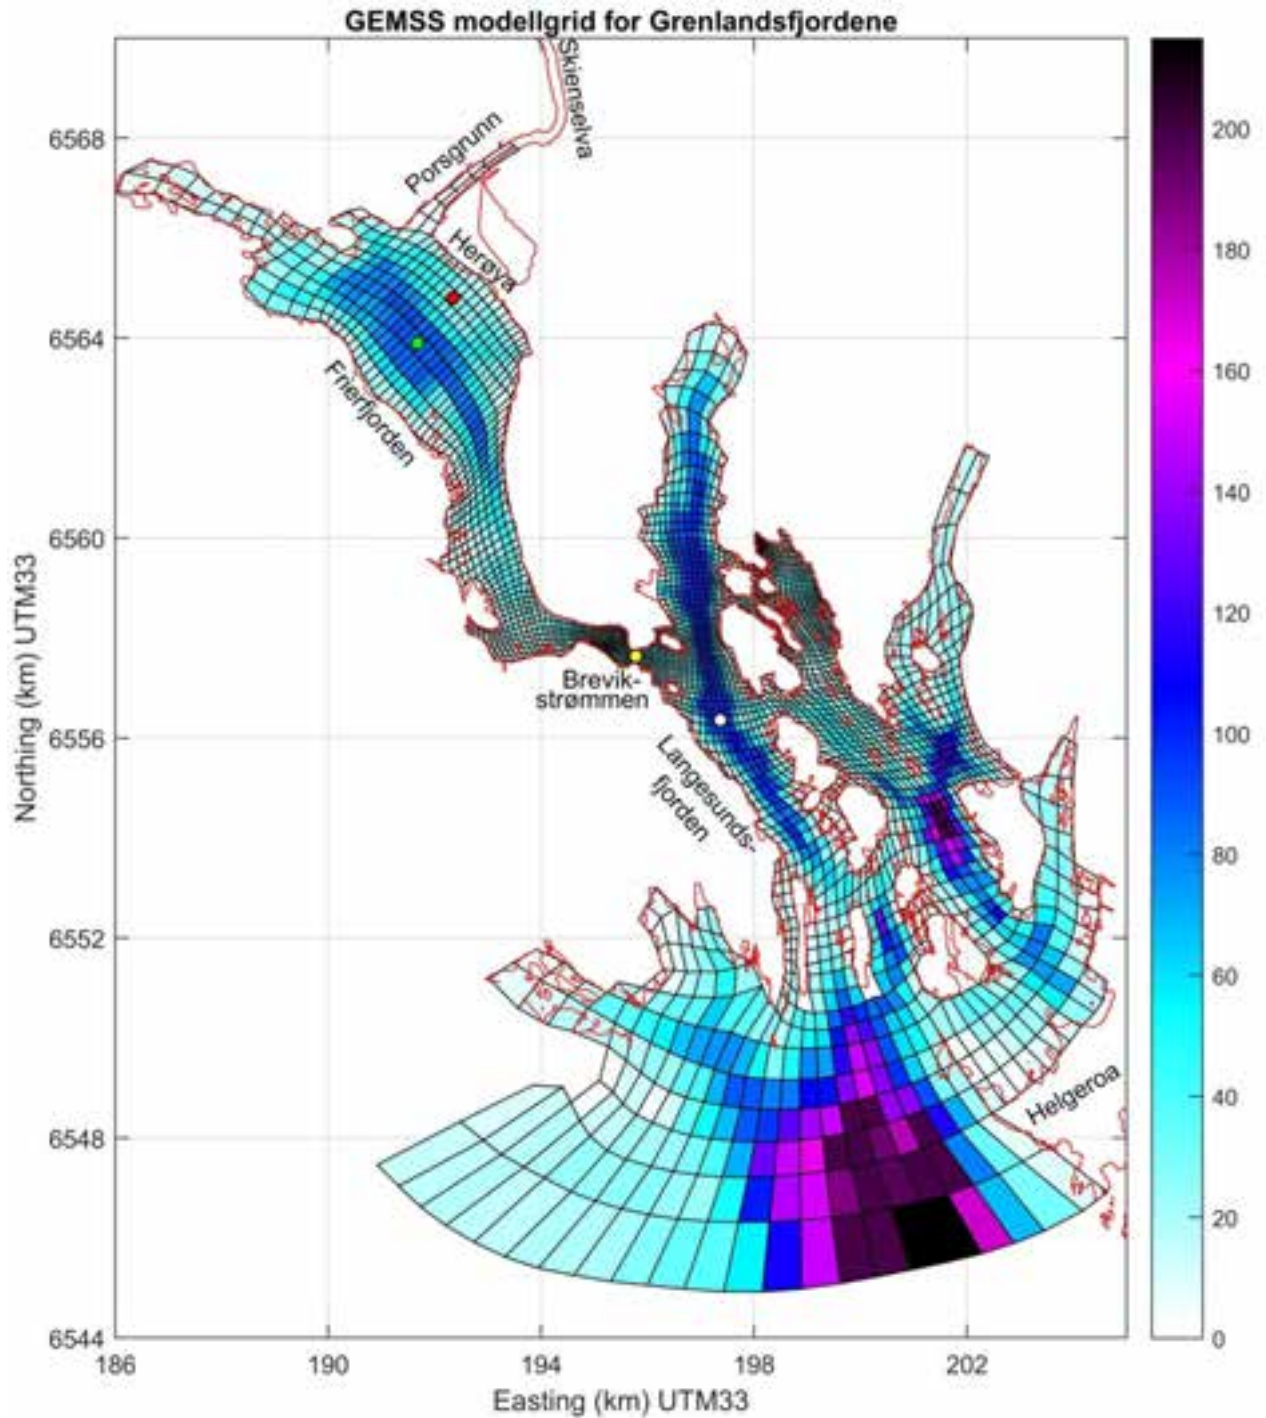 GEMSS modellgrid for Grenlandsfjordene
Skienselva
6568
Porsgrunn
Herøya
6564
Frierfjorden
6560
Brevik-
strømmen
6556
Langesunds-
fjorden
6552
Helgeroa
6548
6544
186
190
194
198
202
Easting (km) UTM33
Northing (km) UTM33
200
180
160
140
120
100
80
60
40
20
0